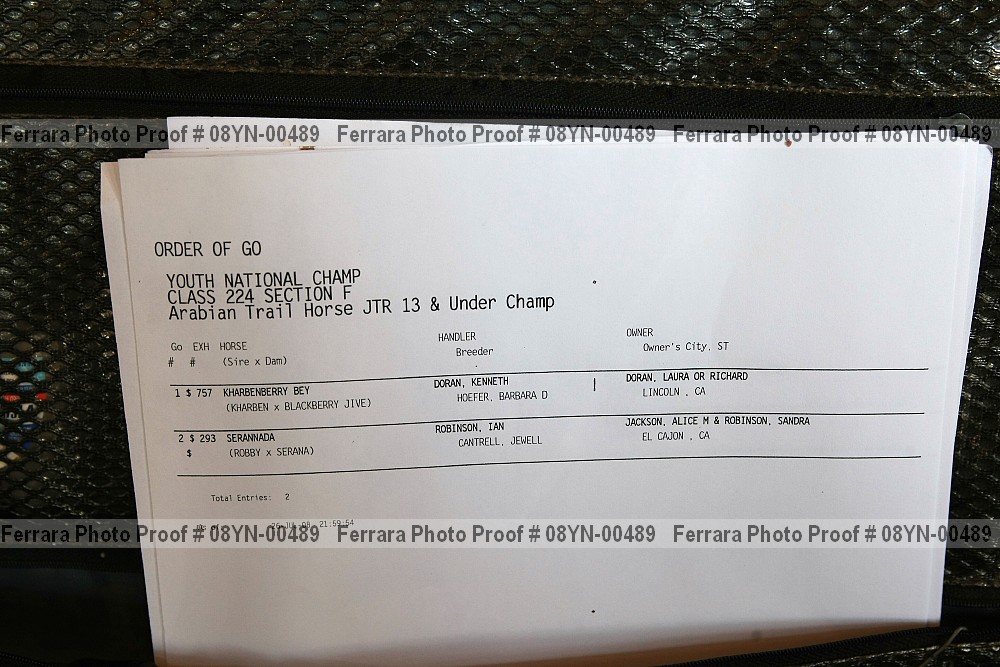 Ferrara Photo Proof # 08YN-00489 Ferrara Photo Proof # 08YN-00489 Ferrara Photo Proof # 08YN-00489
ORDER OF GO
YOUTH NATIONAL CHAMP
CLASS 224 SECTION F
Arabian Trail Horse JTR 13 & Under Champ
Go EXH HORSE HANDLER OWNER
# # (Sire x Dam) Breeder Owner's City, ST
1 $ 757 KHARBENBERRY BEY DORAN, KENNETH DORAN, LAURA OR RICHARD
(KHARBEN x BLACKBERRY JIVE) HOEFER, BARBARA D LINCOLN , CA
2 $ 293 SERANNADA ROBINSON, IAN JACKSON, ALICE M & ROBINSON, SANDRA
$ (ROBBY x SERANA) CANTRELL, JEWELL EL CAJON , CA
Total Entries: 2
21:59:54
Ferrara Photo Proof # 08YN-00489 Ferrara Photo Proof # 08YN-00489 Ferrara Photo Proof # 08YN-00489